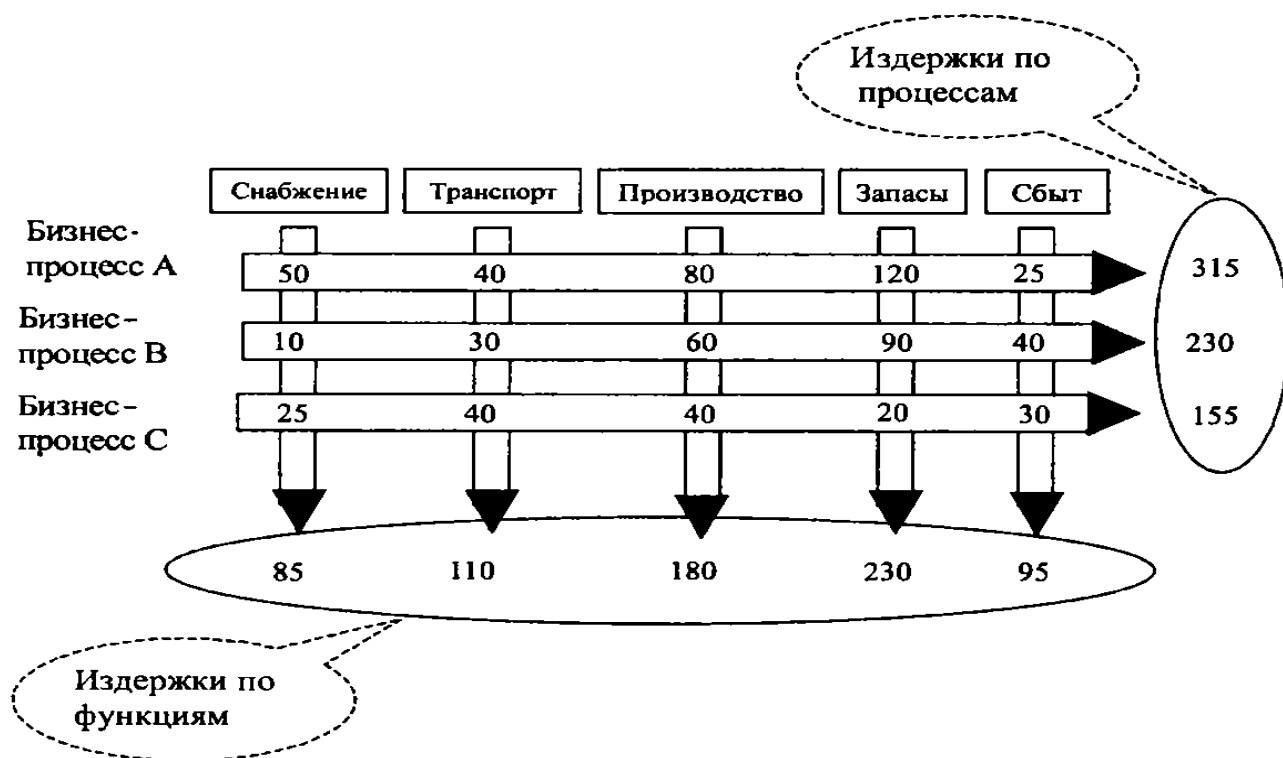 Издержки по
процессам
Снабжение Транспорт Производство Запасы Сбыт
Бизнес-
процесс А 50 40 80 120 25 315
Бизнес-
процесс В 10 30 60 90 40 230
Бизнес-
процесс С 25 40 40 20 30 155
85 110 180 230 95
Издержки по
функциям